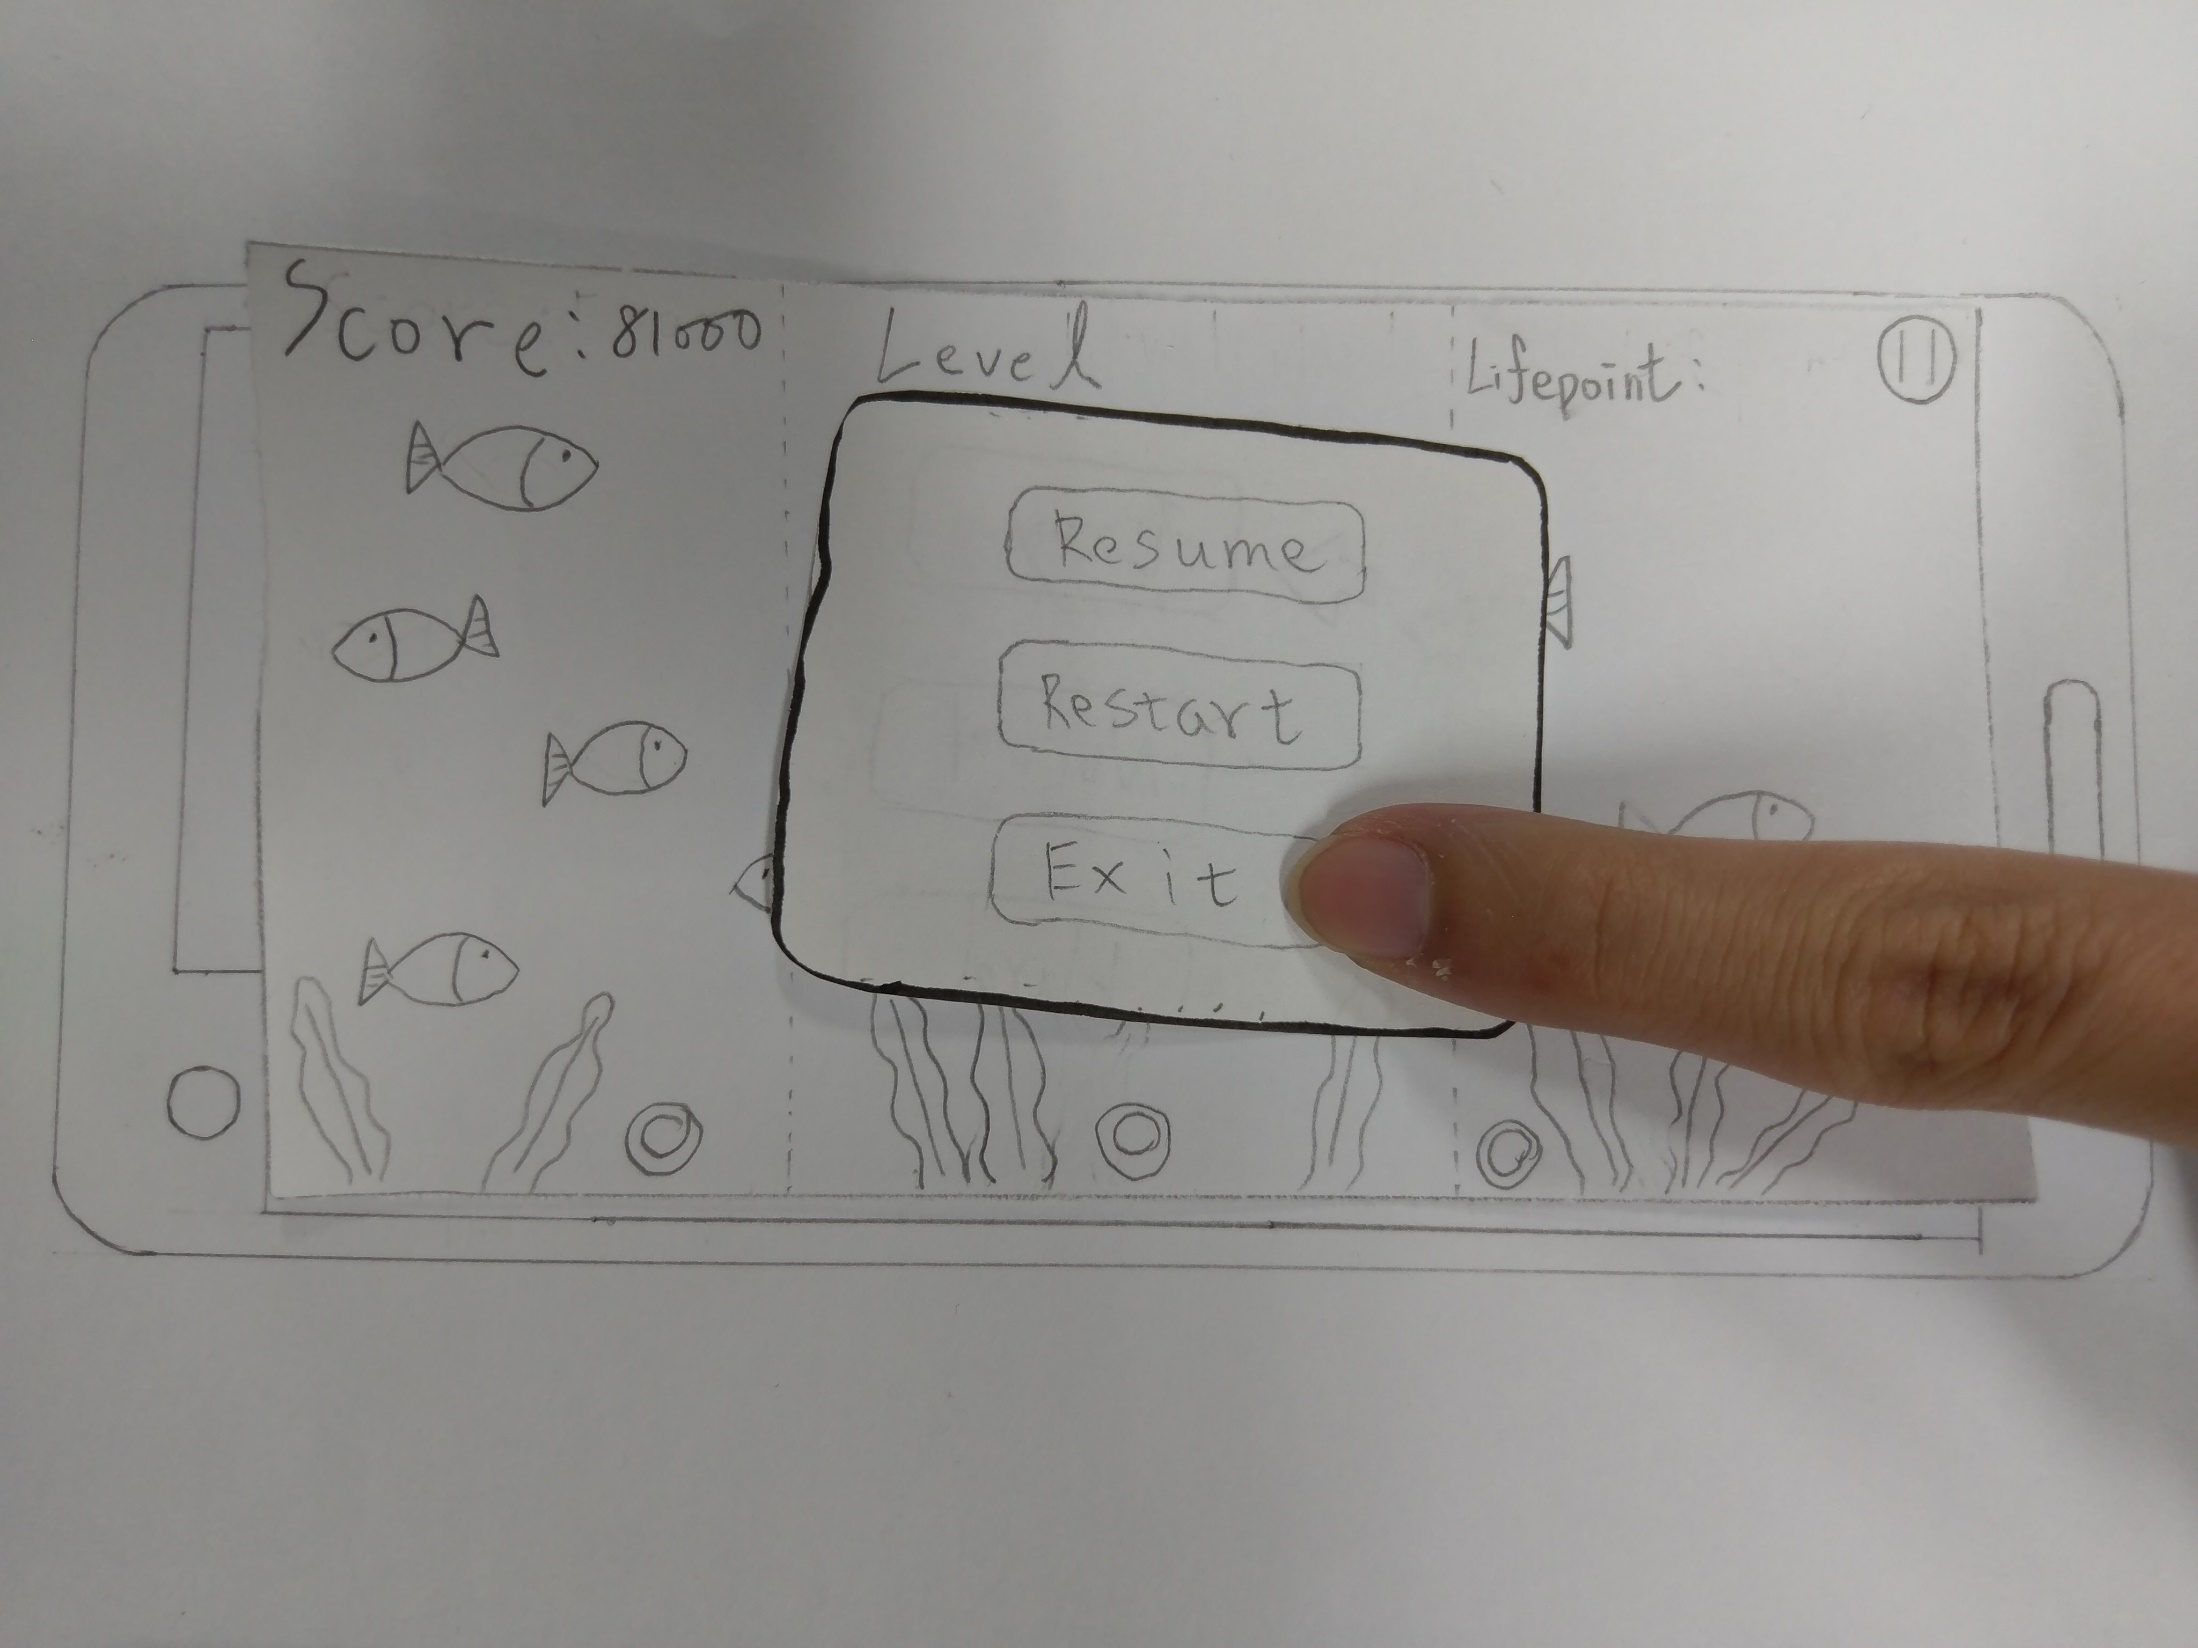 Score: 81000
Level
Lifepoint:
Resume
Restart
Exit